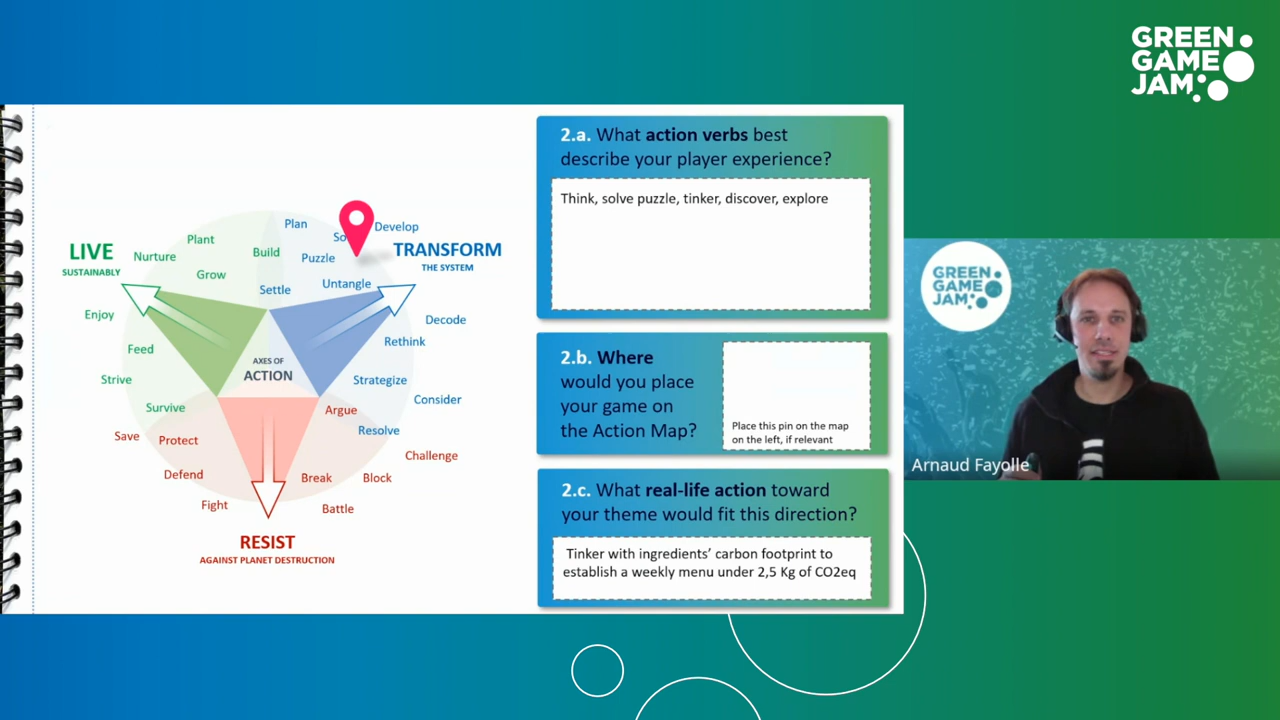 GREEN
GAME
JAM
2.a. What action verbs best
describe your player experience?
Think, solve puzzle, tinker, discover, explore
2.b. Where
would you place
your game on
the Action Map?
Place this pin on the map
on the left, if relevant
2.c. What real-life action toward
your theme would fit this direction?
Tinker with ingredients’ carbon footprint to
establish a weekly menu under 2,5 Kg of CO2eq
LIVE
SUSTAINABLY
TRANSFORM
THE SYSTEM
RESIST
AGAINST PLANET DESTRUCTION
AXES OF
ACTION
Plant
Nurture
Grow
Build
Enjoy
Feed
Strive
Survive
Plan
So
Develop
Puzzle
Settle
Untangle
Decode
Rethink
Strategize
Consider
Resolve
Argue
Challenge
Save
Protect
Defend
Fight
Break
Block
Battle
GREEN
GAME
JAM
Arnaud Fayolle